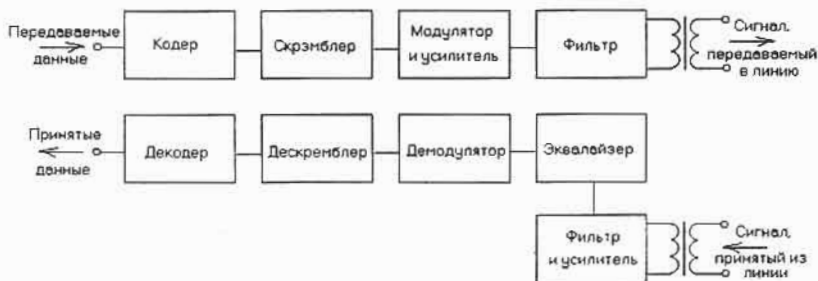 Передаваемые
данные
Кодер
Скрэмблер
Модулятор
и усилитель
Фильтр
Сигнал,
передаваемый
в линию
Принятые
данные
Декодер
Дескремблер
Демодулятор
Эквалайзер
Фильтр
и усилитель
Сигнал,
принятый из
линии